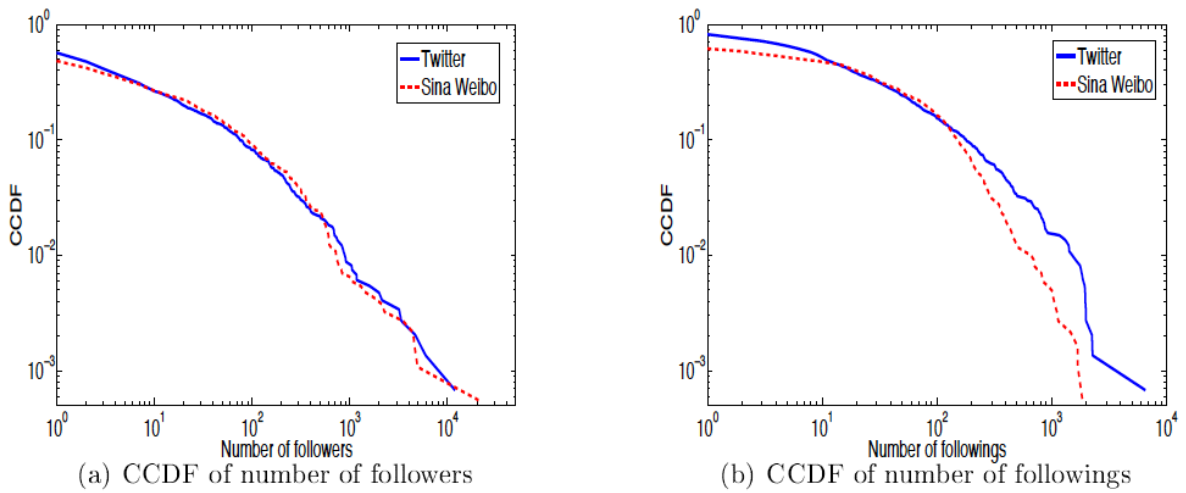 10^0
10^-1
10^-2
10^-3
CCDF
Twitter
Sina Weibo
10^0 10^1 10^2 10^3 10^4
Number of followers
(a) CCDF of number of followers
10^0
10^-1
10^-2
10^-3
CCDF
Twitter
Sina Weibo
10^0 10^1 10^2 10^3 10^4
Number of followings
(b) CCDF of number of followings